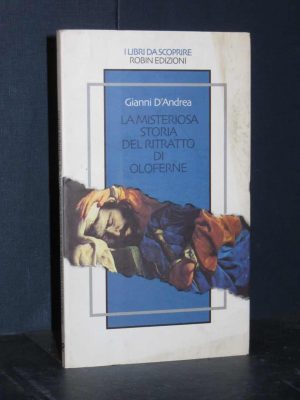 I LIBRI DA SCOPRIRE
ROBIN EDIZIONI
Gianni D'Andrea
LA MISTERIOSA
STORIA
DEL RITRATTO
DI
OLOFERNE